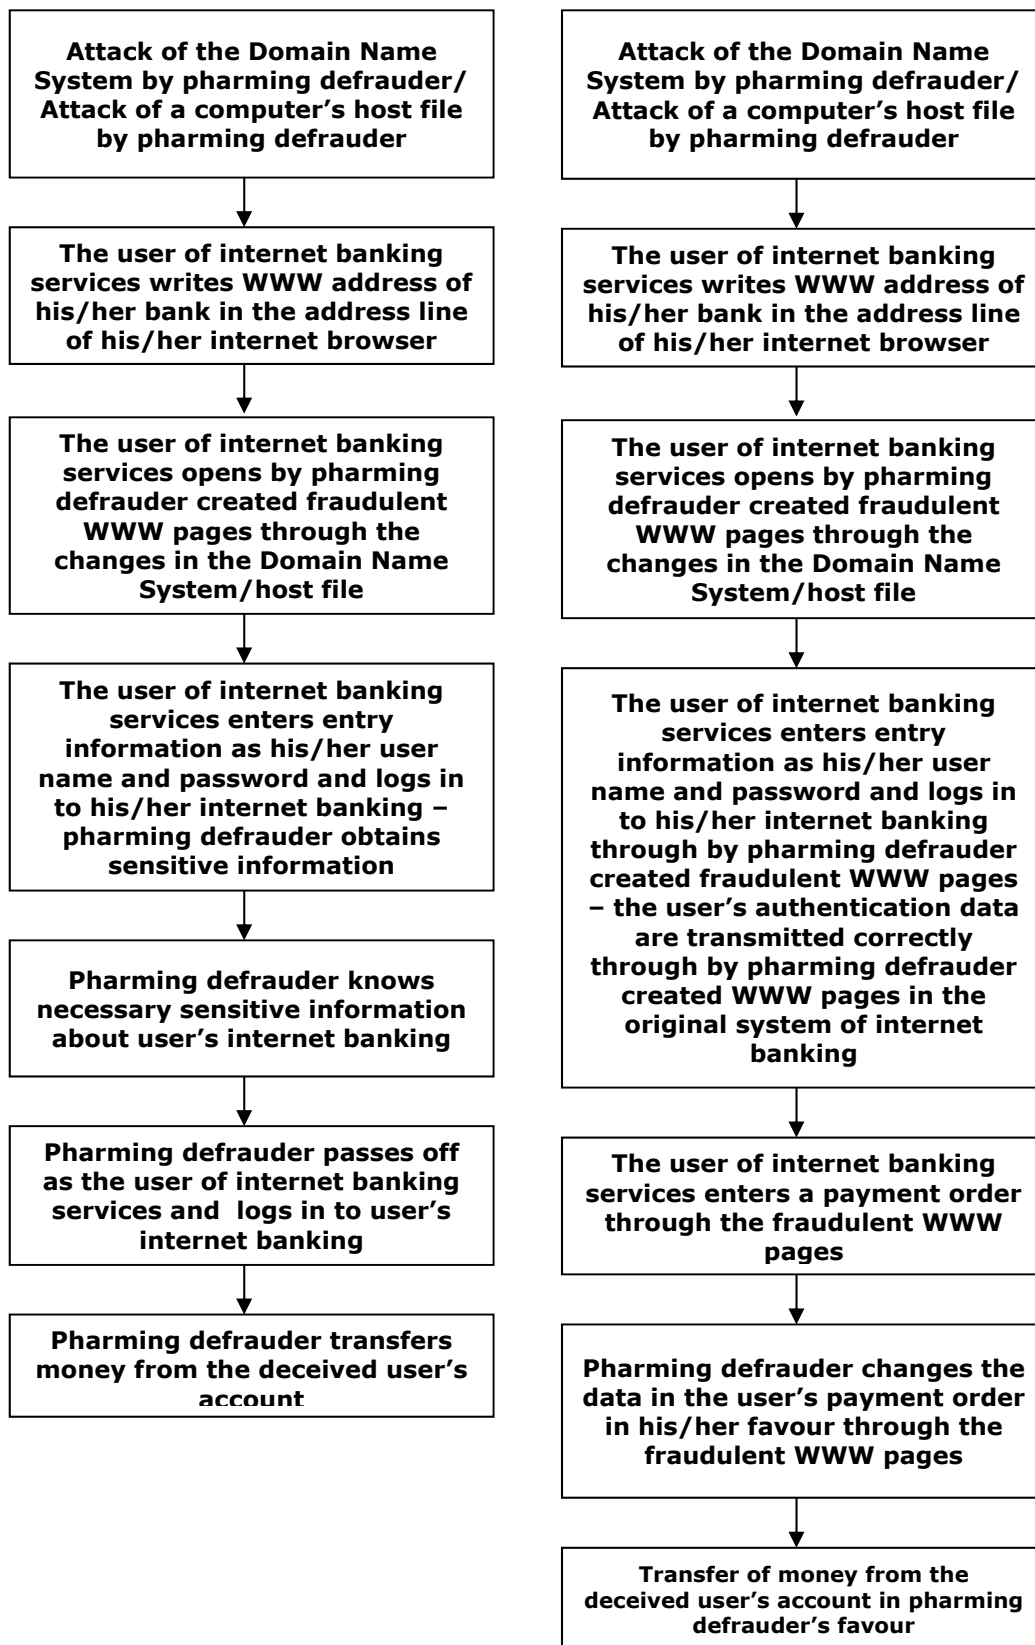 Attack of the Domain Name
System by pharming defrauder/
Attack of a computer’s host file
by pharming defrauder
The user of internet banking
services writes WWW address of
his/her bank in the address line
of his/her internet browser
The user of internet banking
services opens by pharming
defrauder created fraudulent
WWW pages through the
changes in the Domain Name
System/host file
The user of internet banking
services enters entry
information as his/her user
name and password and logs in
to his/her internet banking –
pharming defrauder obtains
sensitive information
Pharming defrauder knows
necessary sensitive information
about user’s internet banking
Pharming defrauder passes off
as the user of internet banking
services and  logs in to user’s
internet banking
Pharming defrauder transfers
money from the deceived user’s
account
Attack of the Domain Name
System by pharming defrauder/
Attack of a computer’s host file
by pharming defrauder
The user of internet banking
services writes WWW address of
his/her bank in the address line
of his/her internet browser
The user of internet banking
services opens by pharming
defrauder created fraudulent
WWW pages through the
changes in the Domain Name
System/host file
The user of internet banking
services enters entry
information as his/her user
name and password and logs in
to his/her internet banking
through by pharming defrauder
created fraudulent WWW pages
– the user’s authentication data
are transmitted correctly
through by pharming defrauder
created WWW pages in the
original system of internet
banking
The user of internet banking
services enters a payment order
through the fraudulent WWW
pages
Pharming defrauder changes the
data in the user’s payment order
in his/her favour through the
fraudulent WWW pages
Transfer of money from the
deceived user’s account in pharming
defrauder’s favour